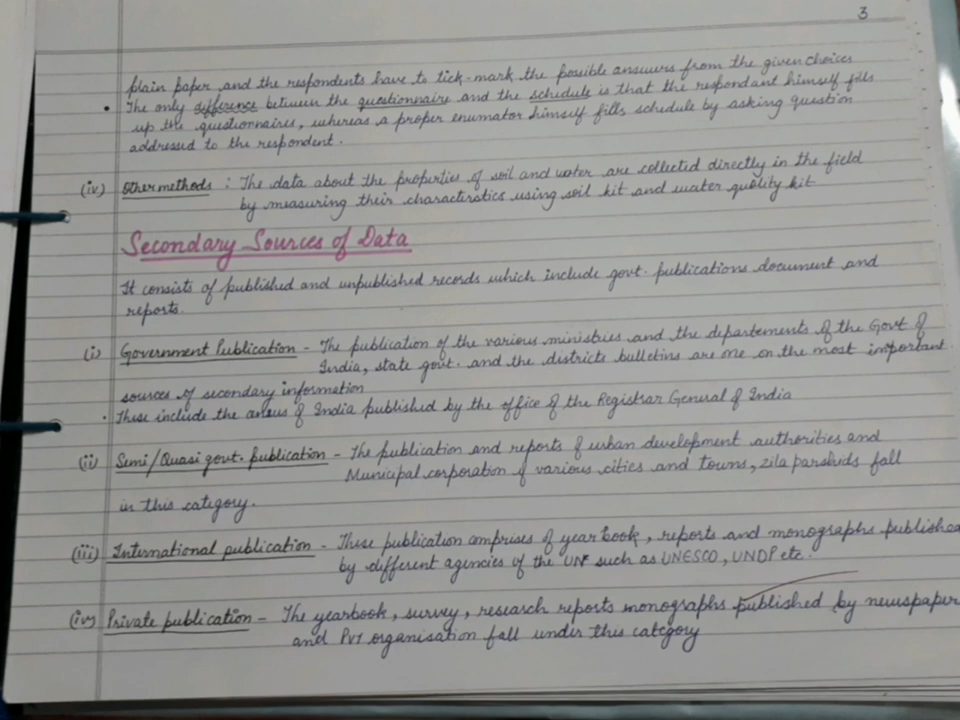 3
plain paper and the respondents have to tick-mark the possible answers from the given choices
• The only difference between the questionnaire and the schedule is that the respondant himself fills
up the questionnaires, whereas a proper enumator himself fills schedule by asking question
addressed to the respondent.
(iv) Other methods : The data about the properties of soil and water are collected directly in the field
by measuring their characterstics using soil kit and water quality kit
Secondary Sources of Data
It consists of published and unpublished records which include govt. publications document and
reports.
(i) Government Publication - The publication of the various ministries and the departements of the Govt of
India, state govt. and the districts bulletins are one on the most important
sources of secondary information
• These include the of India published by the office of the Registrar General of India
(ii) Semi/Quasi govt. publication - The publication and reports of urban development authorities and
Municipal corporation of various cities and towns, zila parshids fall
in this category.
(iii) International publication - These publication comprises of year book, reports and monographs published
by different agencies of the UN such as UNESCO, UNDP etc.
(iv) Private publication - The yearbook, survey, research reports monographs published by newspaper
and Pvt organisation fall under this category